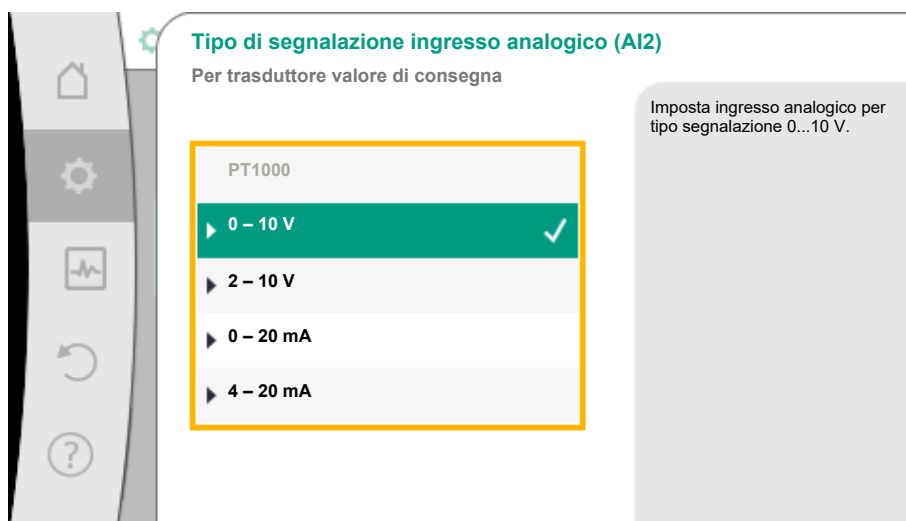 Tipo di segnalazione ingresso analogico (AI2)
Per trasduttore valore di consegna
Imposta ingresso analogico per
tipo segnalazione 0...10 V.
PT1000
0 – 10 V
2 – 10 V
0 – 20 mA
4 – 20 mA
?